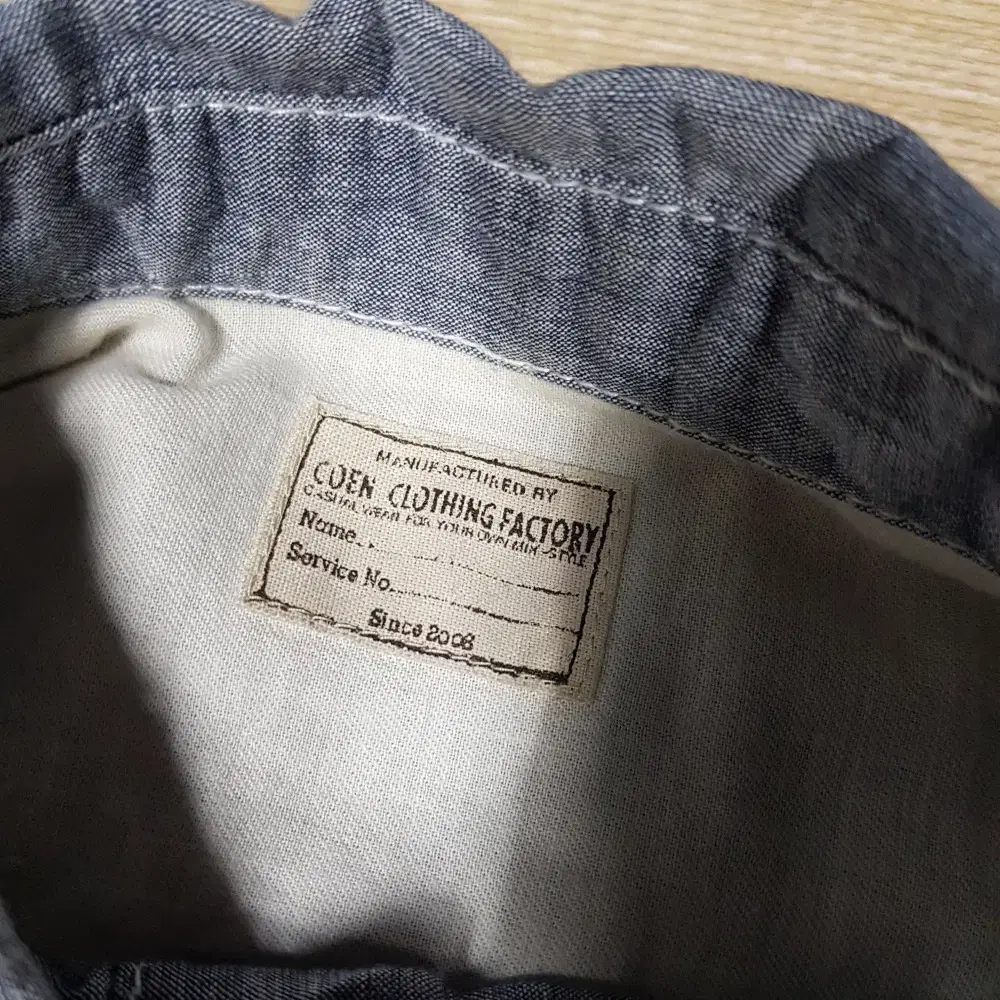 MANUFACTURED BY
COEN CLOTHING FACTORY
CASUAL WEAR FOR YOUR OWN MIX-STYLE
Name
Service No.
Since 2008